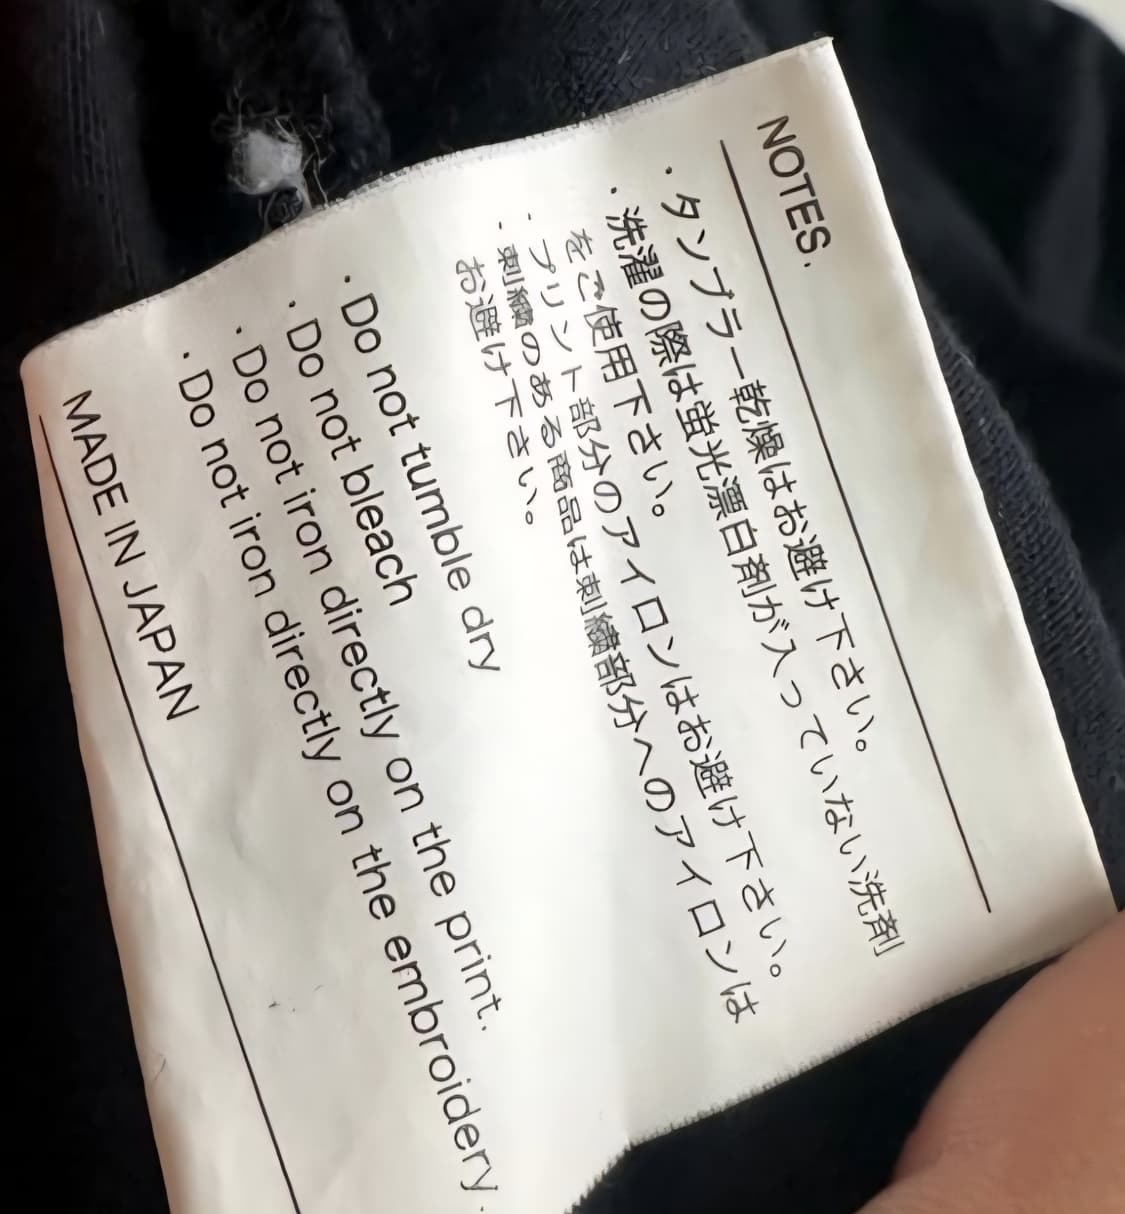 NOTES.
・タンブラー乾燥はお避け下さい。
・洗濯の際は蛍光漂白剤が入っていない洗剤
をご使用下さい。
・プリント部分のアイロンはお避け下さい。
・刺繍のある商品は刺繍部分へのアイロンは
お避け下さい。
・Do not tumble dry
・Do not bleach
・Do not iron directly on the print.
・Do not iron directly on the embroidery.
MADE IN JAPAN